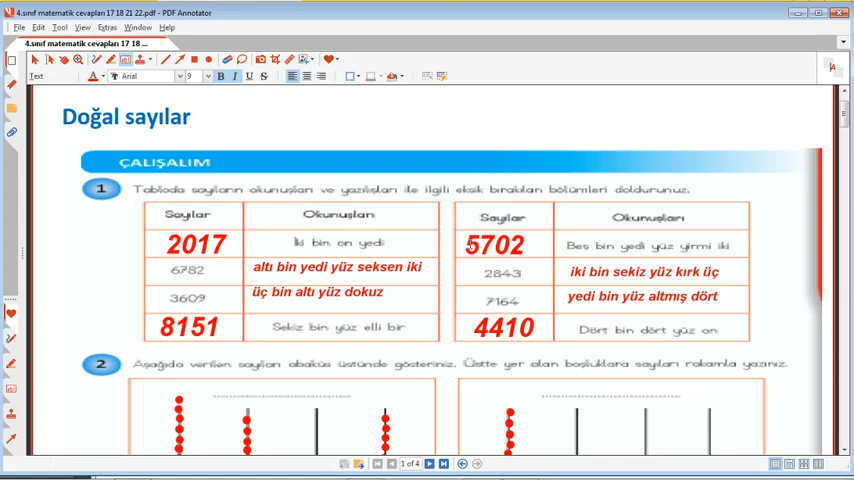 4.sınıf matematik cevapları 17 18 21 22.pdf - PDF Annotator
File Edit Tool View Extras Window Help
4.sınıf matematik cevapları 17 18 ...
Text Arial 9 B I U S
Doğal sayılar
ÇALIŞALIM
1 Tabloda sayıların okunuşları ve yazılışları ile ilgili eksik bırakılan bölümleri doldurunuz.
Sayılar Okunuşları
2017 İki bin on yedi
6782 altı bin yedi yüz seksen iki
3609 üç bin altı yüz dokuz
8151 Sekiz bin yüz elli bir
Sayılar Okunuşları
5702 Beş bin yedi yüz yirmi iki
2843 iki bin sekiz yüz kırk üç
7164 yedi bin yüz altmış dört
4410 Dört bin dört yüz on
2 Aşağıda verilen sayıları abaküs üstünde gösteriniz. Üstte yer alan boşluklara sayıları rakamla yazınız.
1 of 4